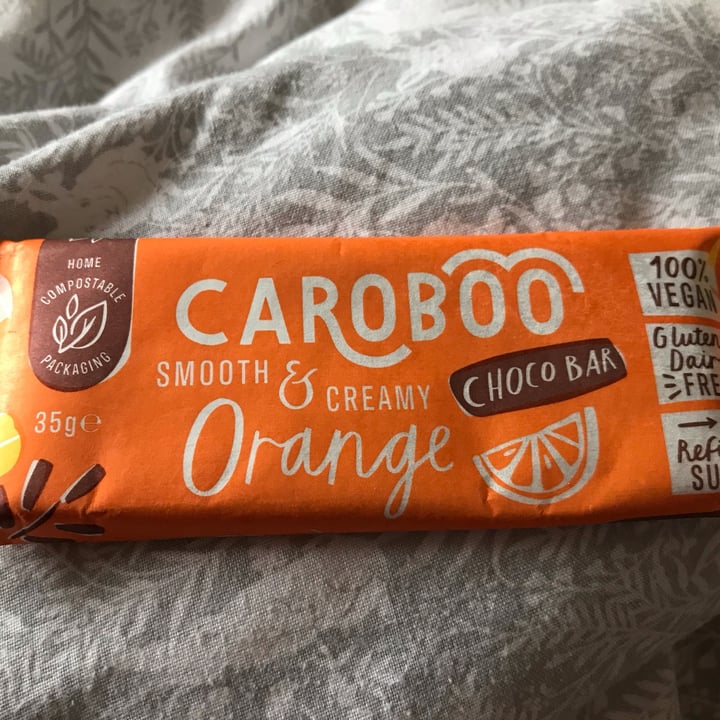 HOME
COMPOSTABLE
PACKAGING
35g e
CAROBOO
SMOOTH & CREAMY
Orange
CHOCO BAR
100%
VEGAN